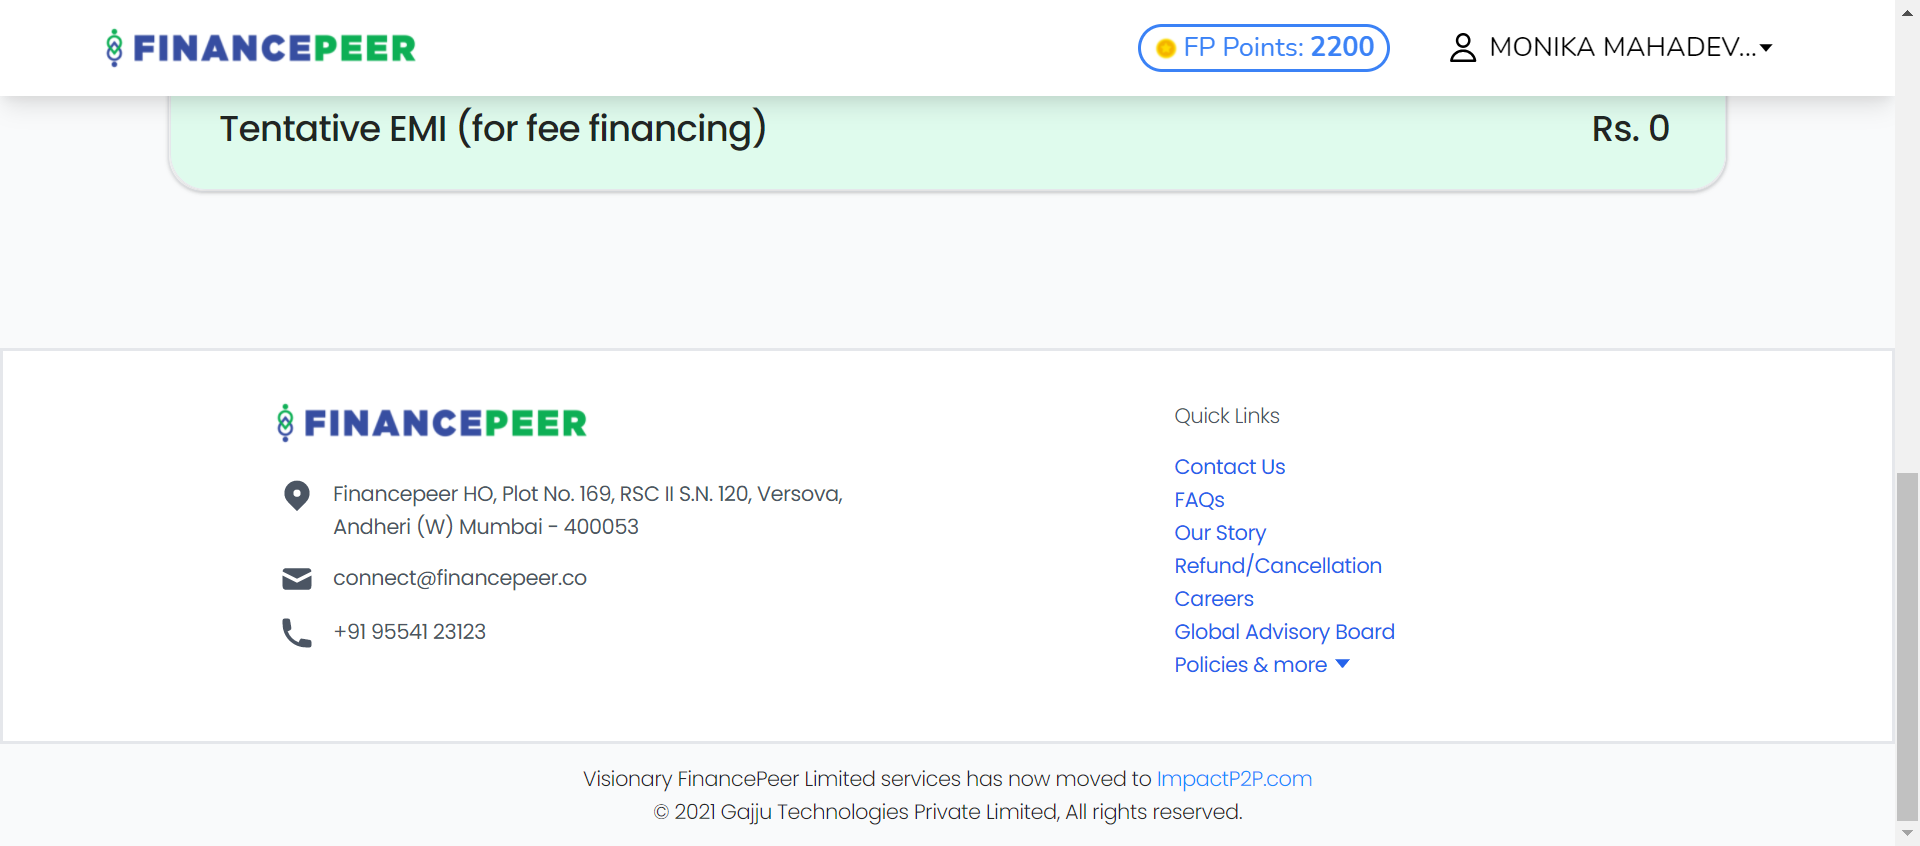 FINANCEPEER
FP Points: 2200
MONIKA MAHADEV...
Tentative EMI (for fee financing)
Rs. 0
FINANCEPEER
Financepeer HO, Plot No. 169, RSC II S.N. 120, Versova,
Andheri (W) Mumbai - 400053
connect@financepeer.co
+91 95541 23123
Quick Links
Contact Us
FAQs
Our Story
Refund/Cancellation
Careers
Global Advisory Board
Policies & more
Visionary FinancePeer Limited services has now moved to ImpactP2P.com
© 2021 Gajju Technologies Private Limited, All rights reserved.